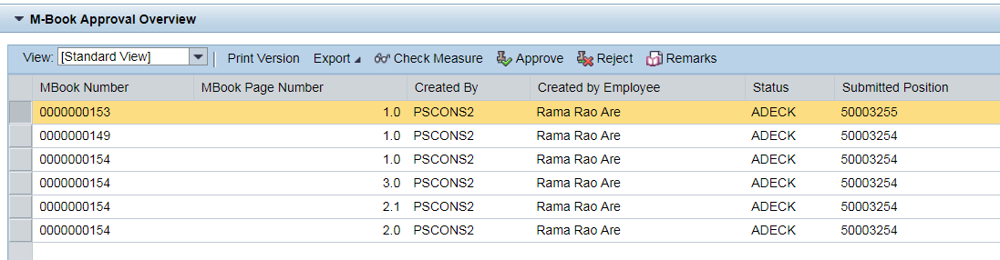 M-Book Approval Overview
View: [Standard View] Print Version Export Check Measure Approve Reject Remarks
MBook Number MBook Page Number Created By Created by Employee Status Submitted Position
0000000153 1.0 PSCONS2 Rama Rao Are ADECK 50003255
0000000149 1.0 PSCONS2 Rama Rao Are ADECK 50003254
0000000154 1.0 PSCONS2 Rama Rao Are ADECK 50003254
0000000154 3.0 PSCONS2 Rama Rao Are ADECK 50003254
0000000154 2.1 PSCONS2 Rama Rao Are ADECK 50003254
0000000154 2.0 PSCONS2 Rama Rao Are ADECK 50003254